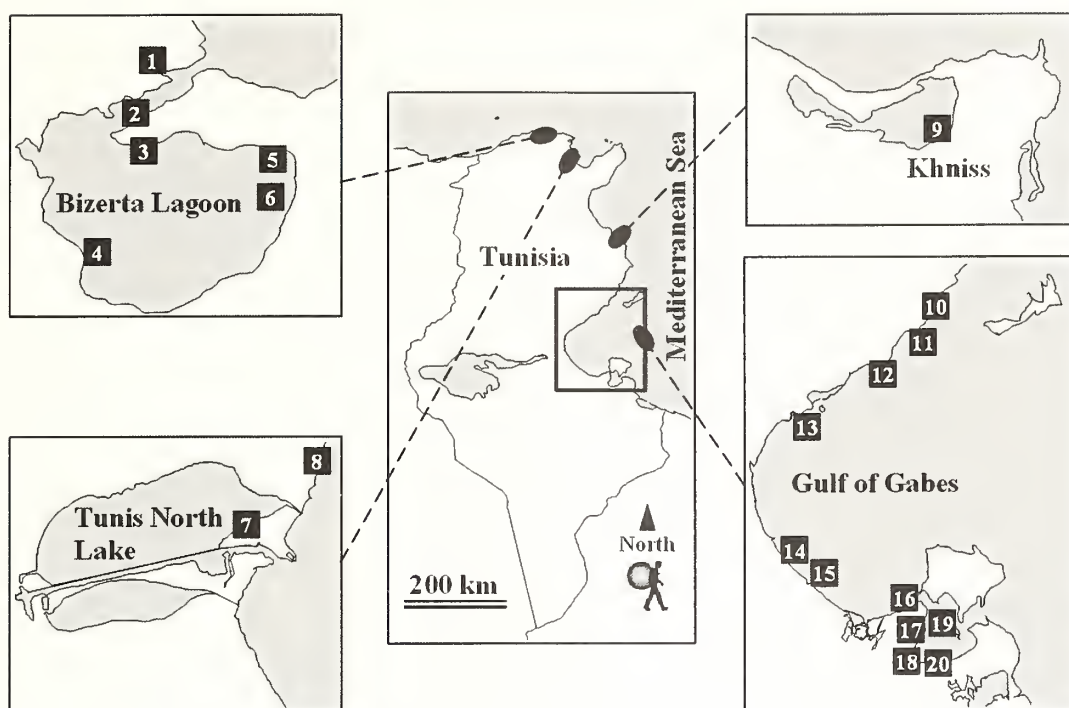 1
2
3
5
Bizerta Lagoon
6
4
8
Tunis North
7
Lake
Tunisia
Mediterranean Sea
North
200 km
9
Khniss
10
11
12
13
Gulf of Gabes
14
15
16
17
19
18
20